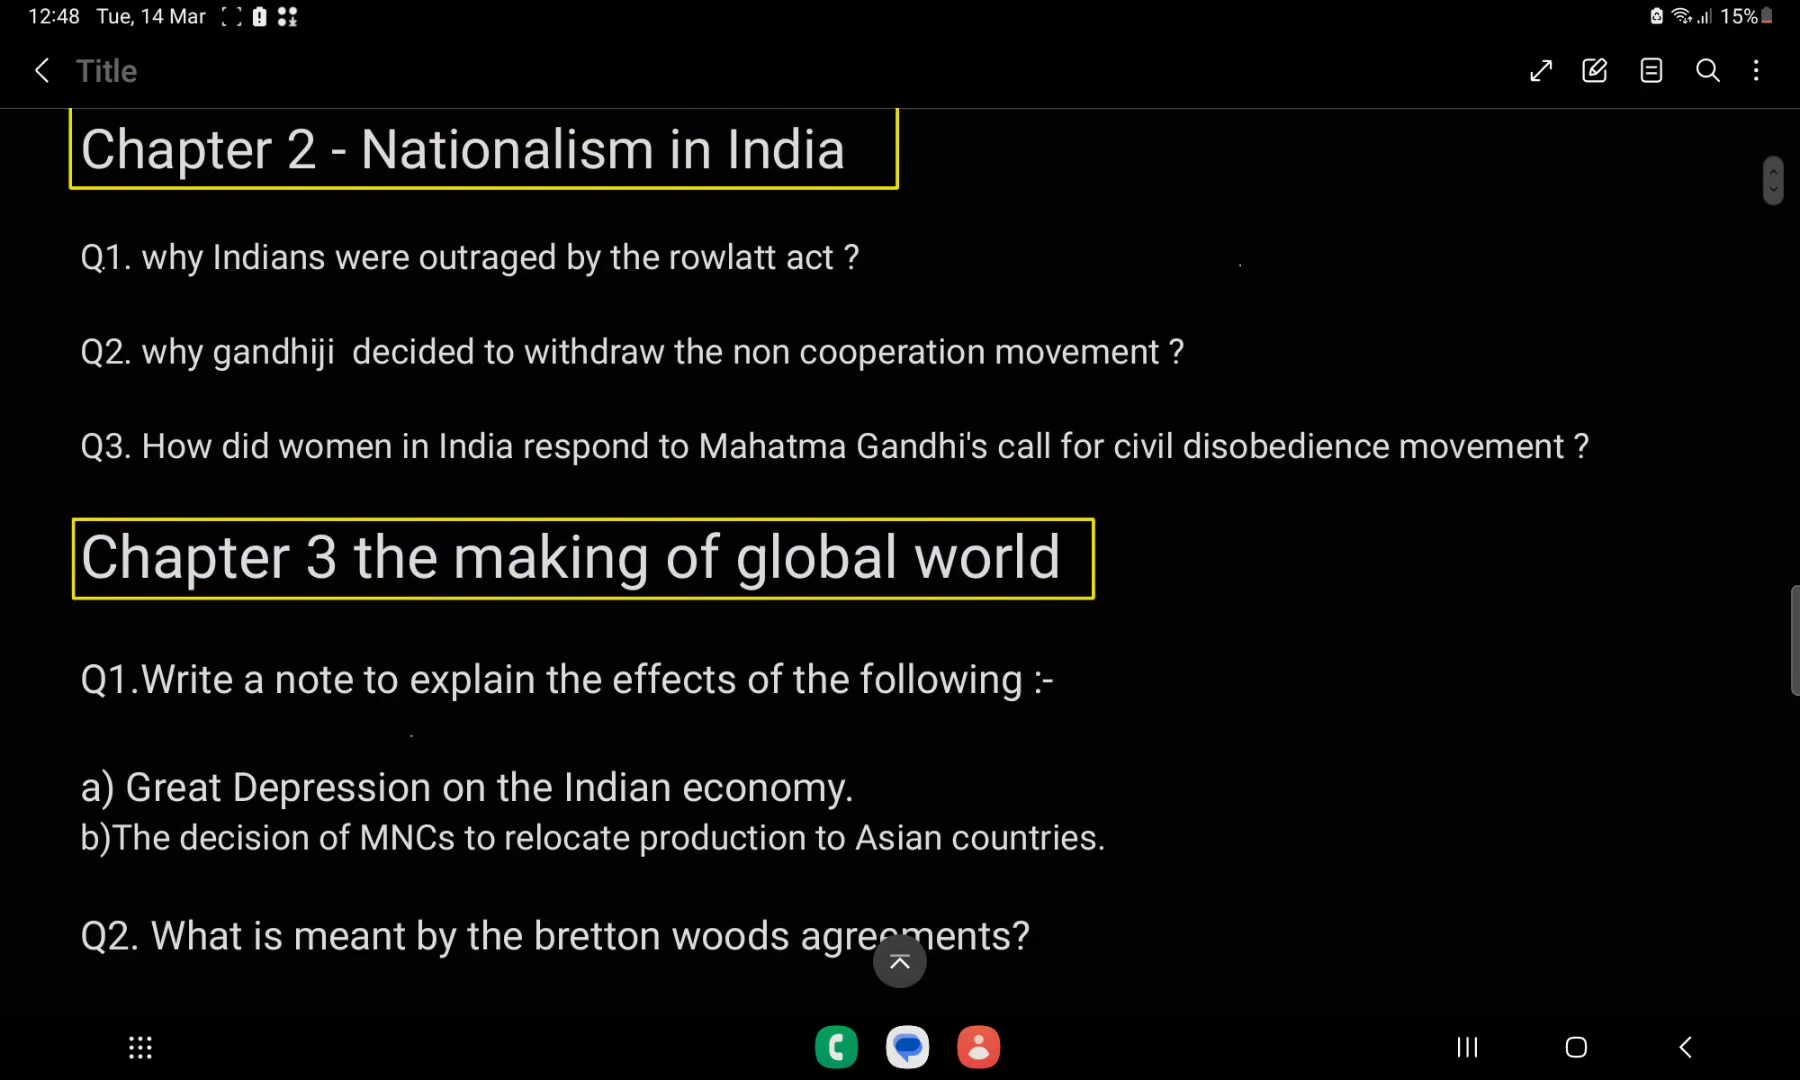 12:48 Tue, 14 Mar 15%
Title
Chapter 2 - Nationalism in India
Q1. why Indians were outraged by the rowlatt act ?
Q2. why gandhiji  decided to withdraw the non cooperation movement ?
Q3. How did women in India respond to Mahatma Gandhi's call for civil disobedience movement ?
Chapter 3 the making of global world
Q1.Write a note to explain the effects of the following :-
a) Great Depression on the Indian economy.
b)The decision of MNCs to relocate production to Asian countries.
Q2. What is meant by the bretton woods agreements?